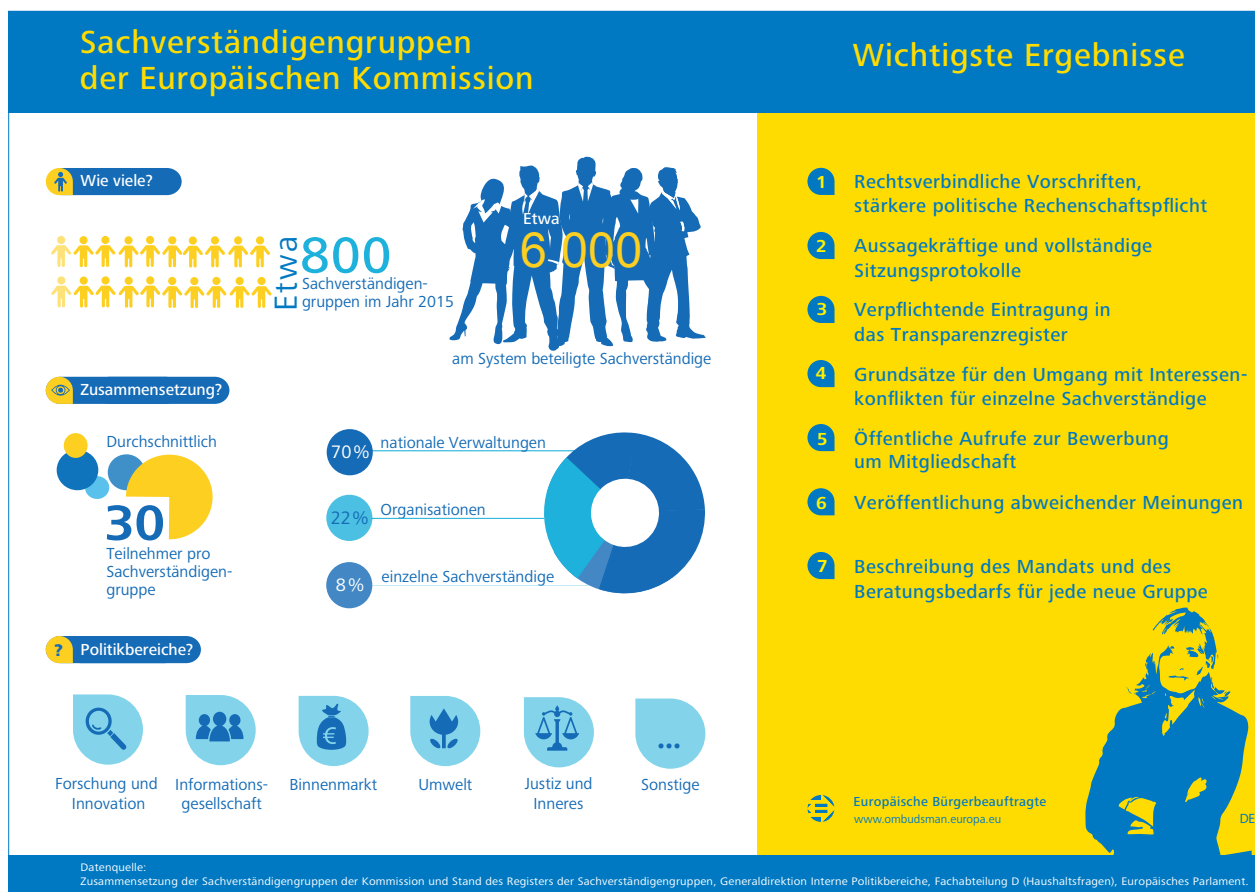 Sachverständigengruppen
der Europäischen Kommission
Wichtigste Ergebnisse
Wie viele?
Etwa
800
Sachverständigen-
gruppen im Jahr 2015
Etwa
6 000
am System beteiligte Sachverständige
Zusammensetzung?
Durchschnittlich
30
Teilnehmer pro
Sachverständigen-
gruppe
70% nationale Verwaltungen
22% Organisationen
8% einzelne Sachverständige
? Politikbereiche?
€
...
Forschung und
Innovation
Informations-
gesellschaft
Binnenmarkt
Umwelt
Justiz und
Inneres
Sonstige
1 Rechtsverbindliche Vorschriften,
stärkere politische Rechenschaftspflicht
2 Aussagekräftige und vollständige
Sitzungsprotokolle
3 Verpflichtende Eintragung in
das Transparenzregister
4 Grundsätze für den Umgang mit Interessen-
konflikten für einzelne Sachverständige
5 Öffentliche Aufrufe zur Bewerbung
um Mitgliedschaft
6 Veröffentlichung abweichender Meinungen
7 Beschreibung des Mandats und des
Beratungsbedarfs für jede neue Gruppe
Europäische Bürgerbeauftragte
www.ombudsman.europa.eu
DE
Datenquelle:
Zusammensetzung der Sachverständigengruppen der Kommission und Stand des Registers der Sachverständigengruppen, Generaldirektion Interne Politikbereiche, Fachabteilung D (Haushaltsfragen), Europäisches Parlament